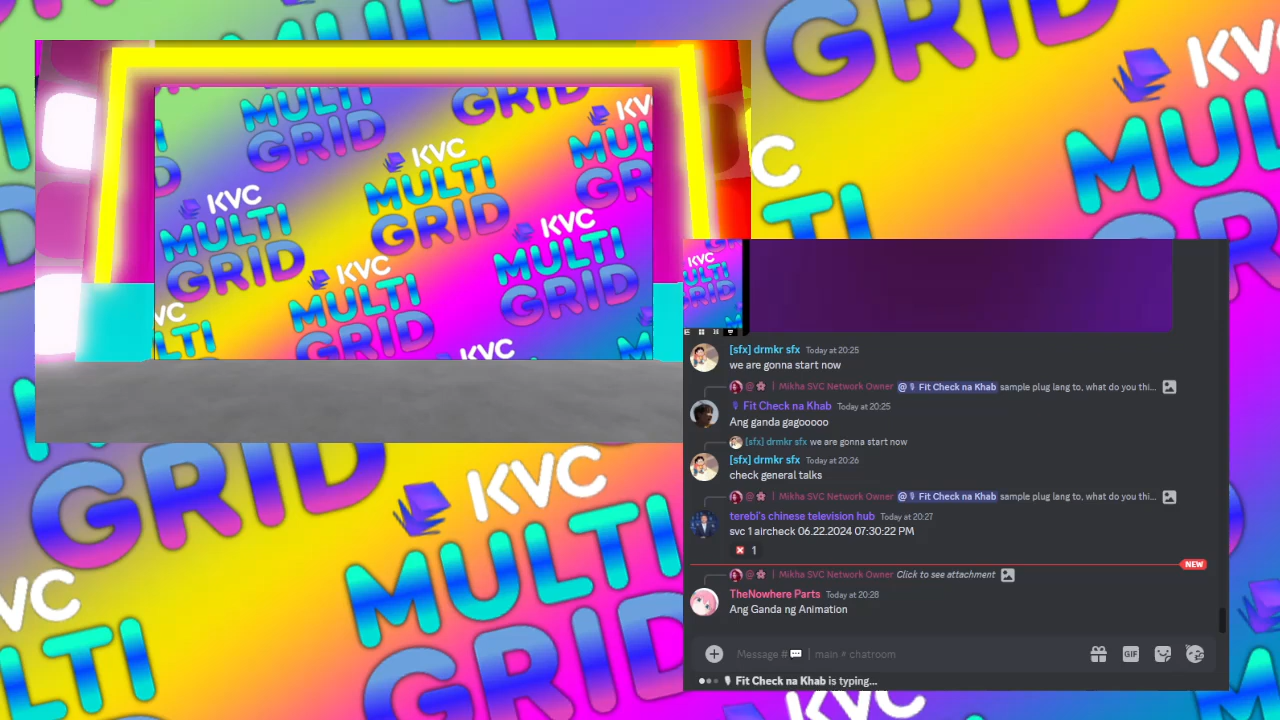 KVC
MULTI
GRID
KVC
MULTI
GRID
KVC
MULTI
GRID
KVC
MULTI
GRID
KVC
MULTI
GRID
[sfx] drmkr sfx Today at 20:25
we are gonna start now
@ | Mikha SVC Network Owner @ Fit Check na Khab sample plug lang to, what do you thi...
Fit Check na Khab Today at 20:25
Ang ganda gagooooo
[sfx] drmkr sfx we are gonna start now
[sfx] drmkr sfx Today at 20:26
check general talks
@ | Mikha SVC Network Owner @ Fit Check na Khab sample plug lang to, what do you thi...
terebi's chinese television hub Today at 20:27
svc 1 aircheck 06.22.2024 07:30:22 PM
1
NEW
@ | Mikha SVC Network Owner Click to see attachment
TheNowhere Parts Today at 20:28
Ang Ganda ng Animation
Message # | main # chatroom
GIF
Fit Check na Khab is typing...
KVC
MULTI
GRID